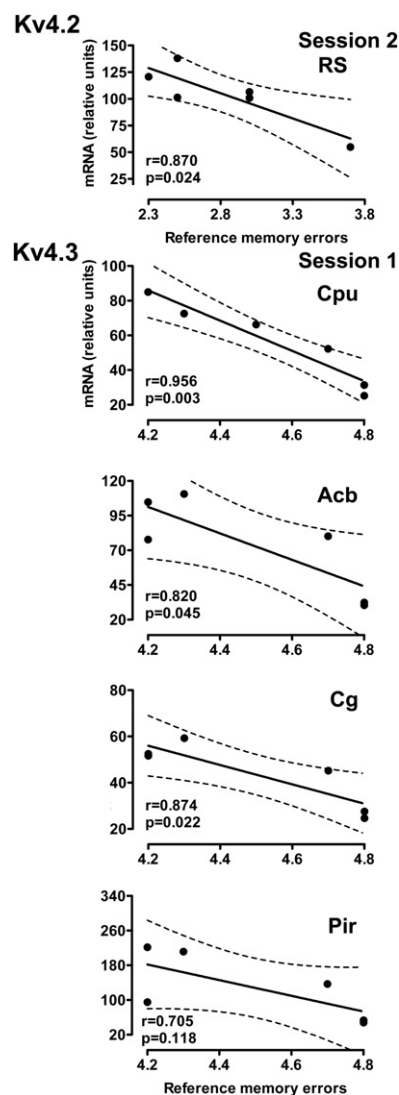 Kv4.2
Session 2
RS
mRNA (relative units)
150
125
100
75
50
25
r=0.870
p=0.024
2.3 2.8 3.3 3.8
Reference memory errors
Kv4.3
Session 1
Cpu
mRNA (relative units)
100
80
60
40
20
r=0.956
p=0.003
4.2 4.4 4.6 4.8
Acb
120
95
70
45
20
r=0.820
p=0.045
4.2 4.4 4.6 4.8
Cg
80
60
40
20
r=0.874
p=0.022
4.2 4.4 4.6 4.8
Pir
340
260
180
100
20
r=0.705
p=0.118
4.2 4.4 4.6 4.8
Reference memory errors